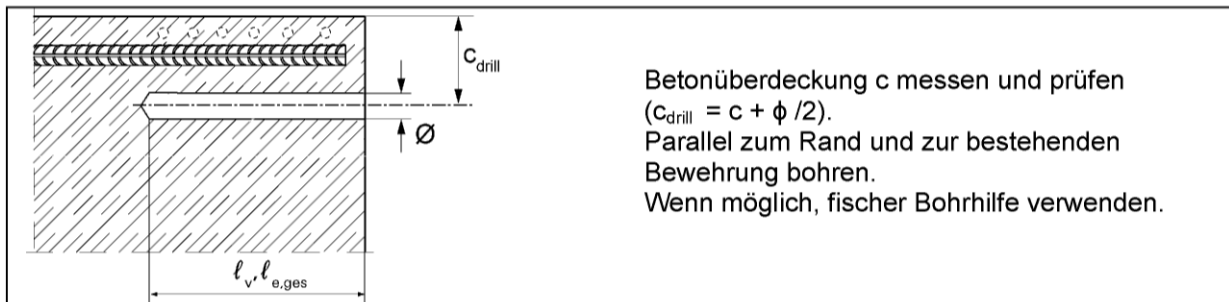 c_drill
Ø
ℓ_v, ℓ_e,ges
Betonüberdeckung c messen und prüfen
(c_drill = c + ϕ /2).
Parallel zum Rand und zur bestehenden
Bewehrung bohren.
Wenn möglich, fischer Bohrhilfe verwenden.